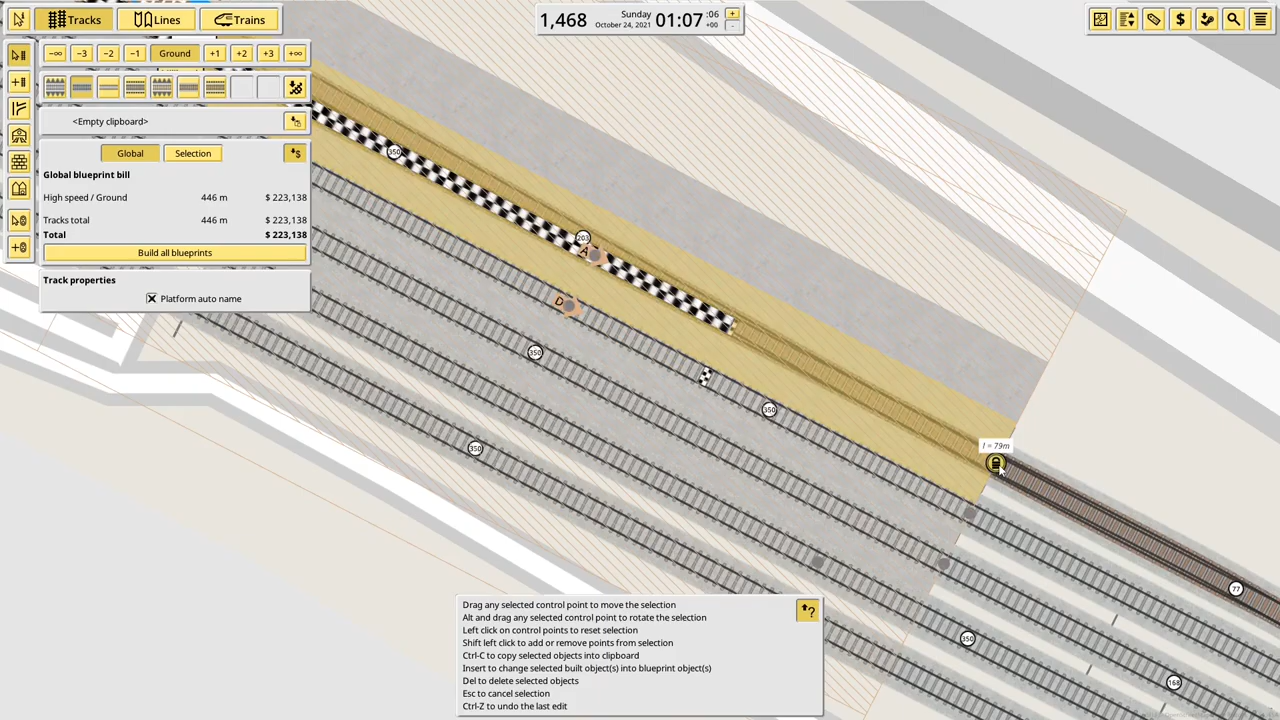 Tracks
Lines
Trains
1,468
Sunday
October 24, 2021
01:07
:06
+00
+
-
$
−∞
−3
−2
−1
Ground
+1
+2
+3
+∞
<Empty clipboard>
Global
Selection
Global blueprint bill
High speed / Ground 446 m $ 223,138
Tracks total 446 m $ 223,138
Total $ 223,138
Build all blueprints
Track properties
Platform auto name
350
203
A
D
350
350
350
l = 79m
77
350
168
Drag any selected control point to move the selection
Alt and drag any selected control point to rotate the selection
Left click on control points to reset selection
Shift left click to add or remove points from selection
Ctrl-C to copy selected objects into clipboard
Insert to change selected built object(s) into blueprint object(s)
Del to delete selected objects
Esc to cancel selection
Ctrl-Z to undo the last edit
?